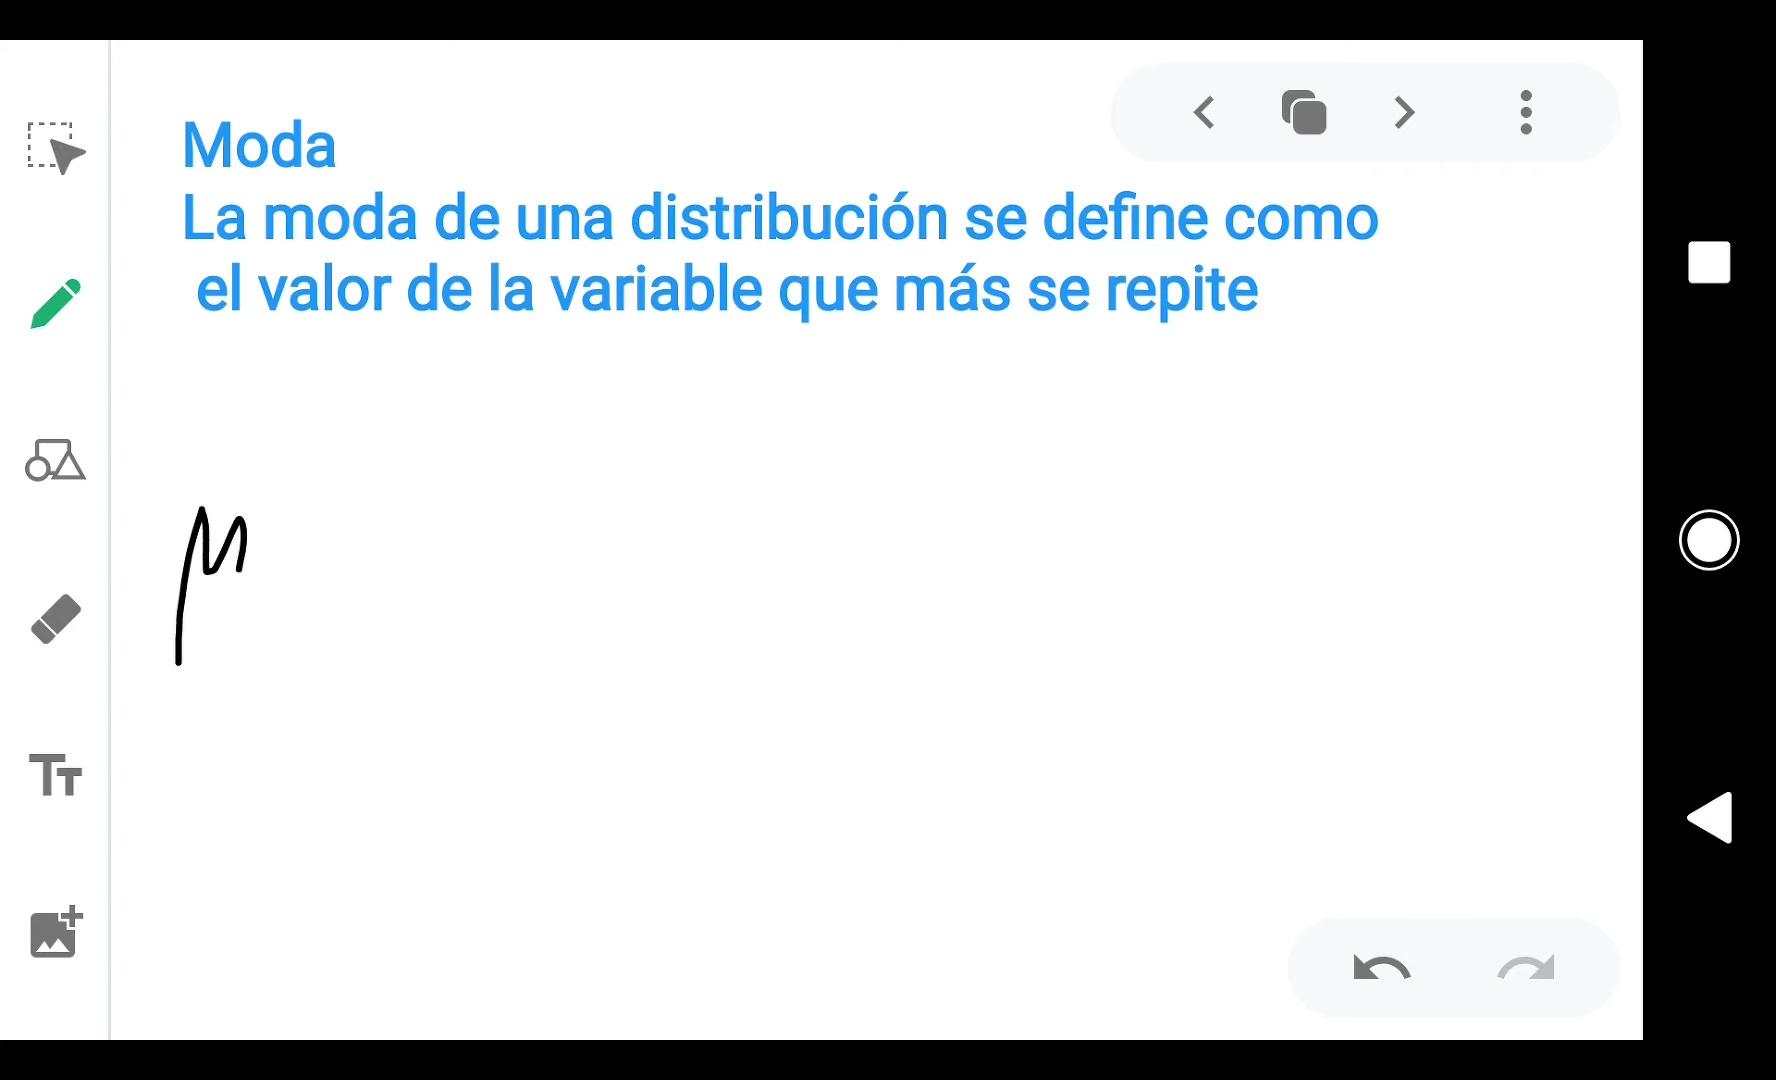 Moda
La moda de una distribución se define como
el valor de la variable que más se repite
M